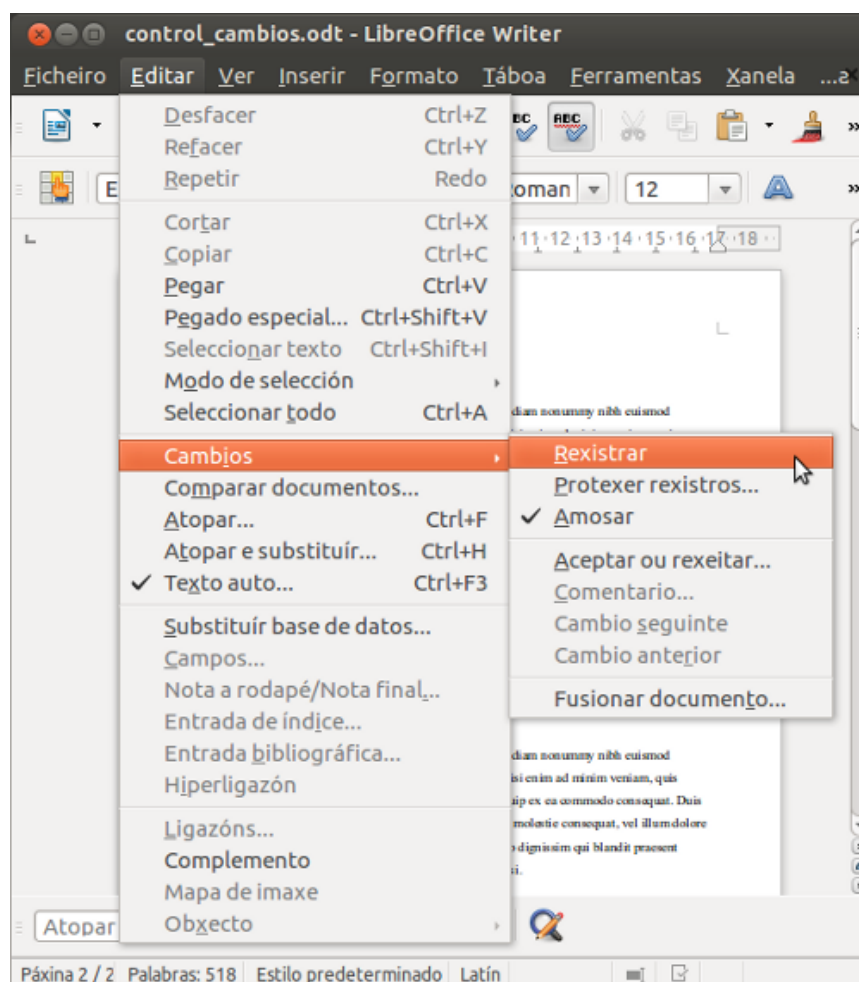 control_cambios.odt - LibreOffice Writer
Ficheiro Editar Ver Inserir Formato Táboa Ferramentas Xanela ...
Desfacer Ctrl+Z
Refacer Ctrl+Y
Repetir Redo
E oman 12
Cortar Ctrl+X
11 12 13 14 15 16 17 18
Copiar Ctrl+C
Pegar Ctrl+V
Pegado especial... Ctrl+Shift+V
Seleccionar texto Ctrl+Shift+I
Modo de selección
Seleccionar todo Ctrl+A
diam nonummy nibh euismod
Cambios
Comparar documentos...
Atopar... Ctrl+F
Atopar e substituír... Ctrl+H
Texto auto... Ctrl+F3
Substituír base de datos...
Campos...
Nota a rodapé/Nota final...
Entrada de índice...
Entrada bibliográfica...
Hiperligazón
Ligazóns...
Complemento
Mapa de imaxe
Obxecto
Rexistrar
Protexer rexistros...
Amosar
Aceptar ou rexeitar...
Comentario...
Cambio seguinte
Cambio anterior
Fusionar documento...
diam nonummy nibh euismod
isi enim ad minim veniam, quis
uip ex ea commodo consequat. Duis
molestie consequat, vel illum dolore
dignissim qui blandit praesent
si.
Atopar
Páxina 2 / 2 Palabras: 518 Estilo predeterminado Latín